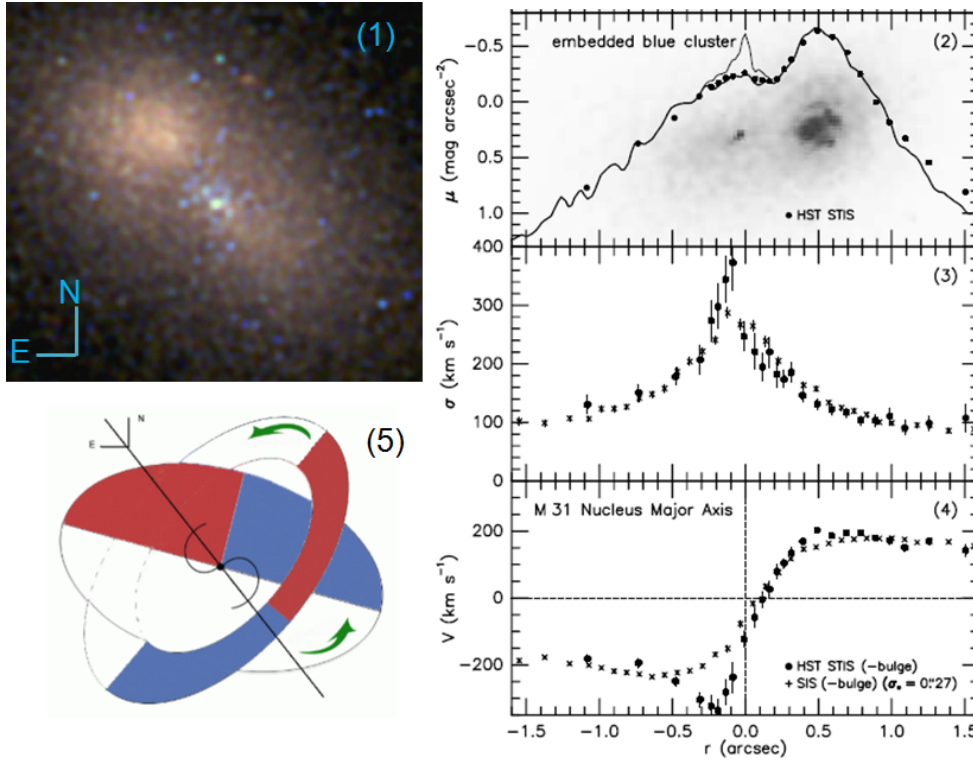 (1)
N
E
(2)
embedded blue cluster
μ (mag arcsec⁻²)
-0.5
0.0
0.5
1.0
● HST STIS
(3)
σ (km s⁻¹)
400
300
200
100
0
(4)
M 31 Nucleus Major Axis
V (km s⁻¹)
200
0
-200
● HST STIS (-bulge)
+ SIS (-bulge) (σ* = 0."27)
-1.5 -1.0 -0.5 0.0 0.5 1.0 1.5
r (arcsec)
(5)
N
E